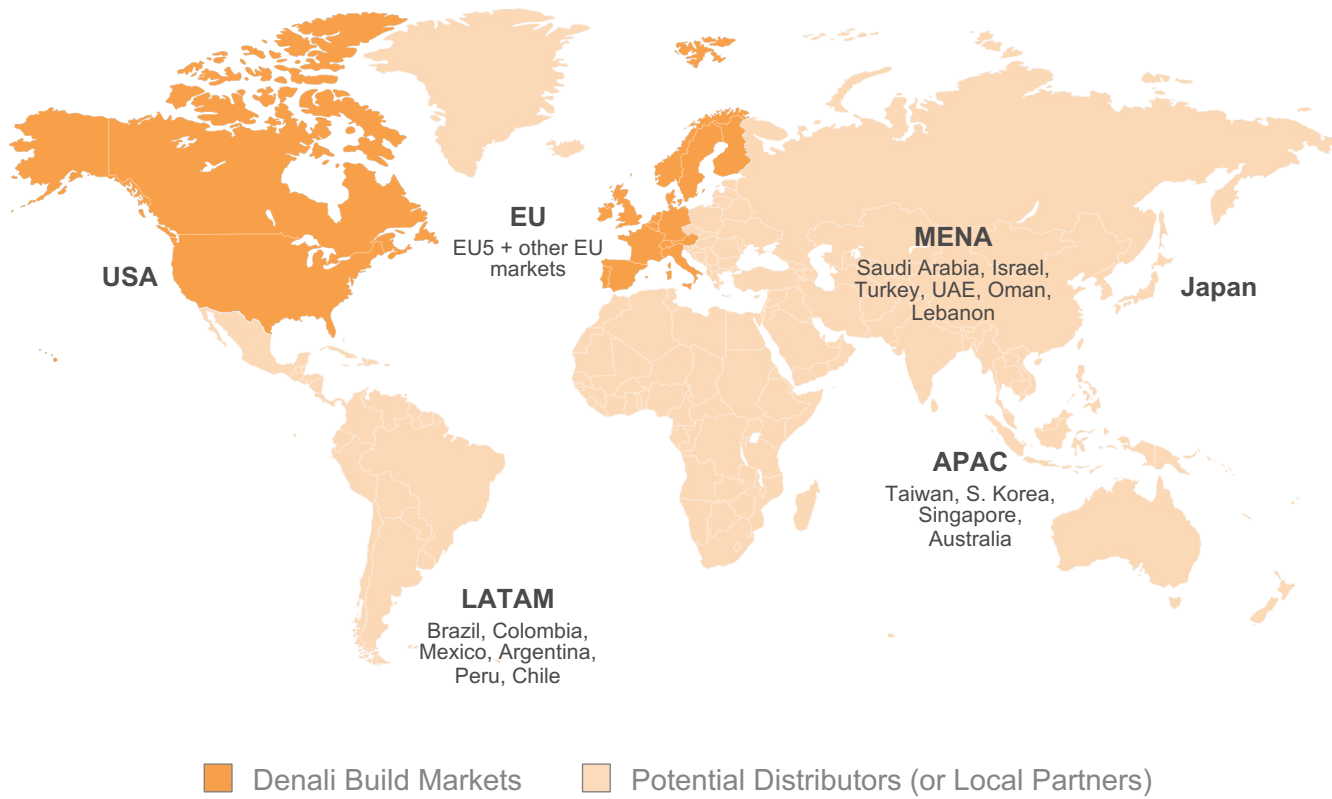 USA
EU
EU5 + other EU
markets
MENA
Saudi Arabia, Israel,
Turkey, UAE, Oman,
Lebanon
Japan
APAC
Taiwan, S. Korea,
Singapore,
Australia
LATAM
Brazil, Colombia,
Mexico, Argentina,
Peru, Chile
Denali Build Markets
Potential Distributors (or Local Partners)